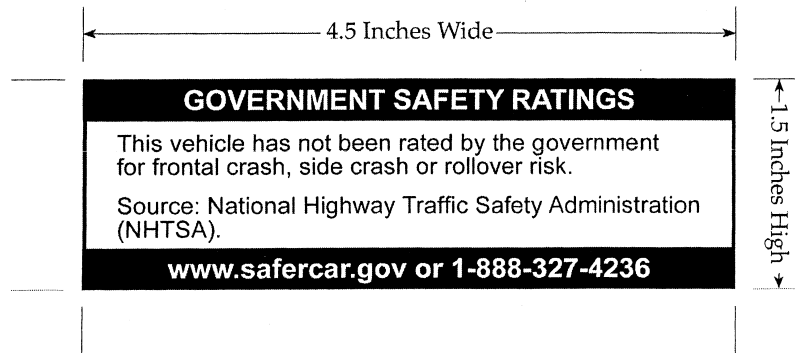 4.5 Inches Wide
GOVERNMENT SAFETY RATINGS
This vehicle has not been rated by the government
for frontal crash, side crash or rollover risk.
Source: National Highway Traffic Safety Administration
(NHTSA).
www.safercar.gov or 1-888-327-4236
1.5 Inches High